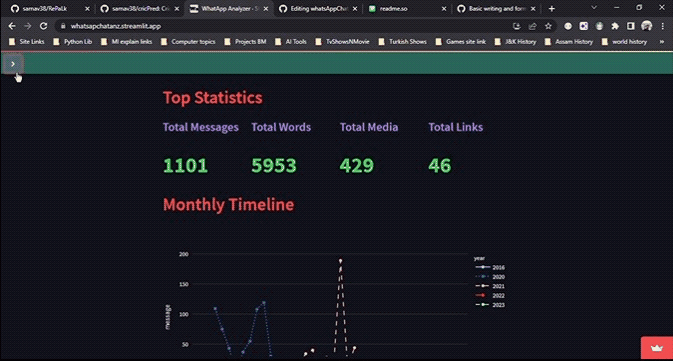 samav38/RePaLk
samav38/cricPred: Cri
WhatApp Analyzer - S
Editing whatsAppCha
readme.so
Basic writing and form
whatsapchatanz.streamlit.app
Site Links
Python Lib
Ml explain links
Computer topics
Projects BM
AI Tools
TvShowsNMovie
Turkish Shows
Games site link
J&K History
Assam History
world history
Top Statistics
Total Messages Total Words Total Media Total Links
1101 5953 429 46
Monthly Timeline
year
2016
2020
2021
2022
2023
200
150
100
50
message